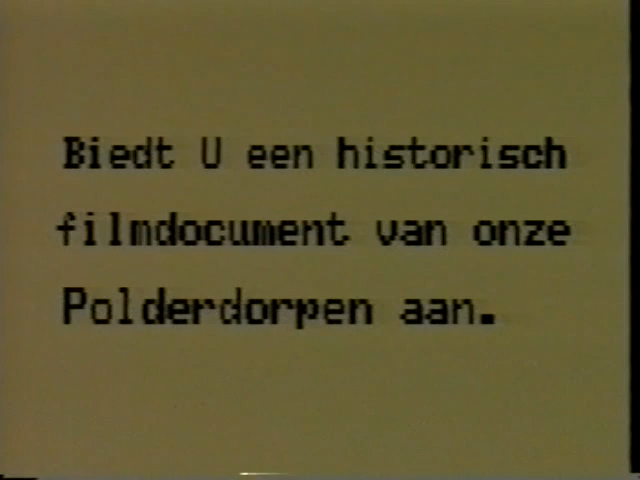 Biedt U een historisch
filmdocument van onze
Polderdorpen aan.